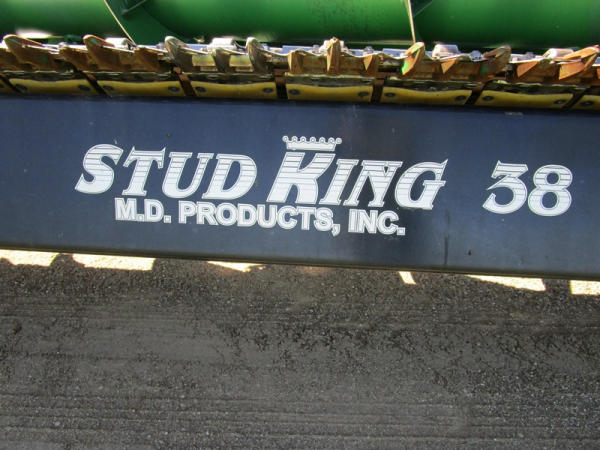 STUD KING 38
M.D. PRODUCTS, INC.